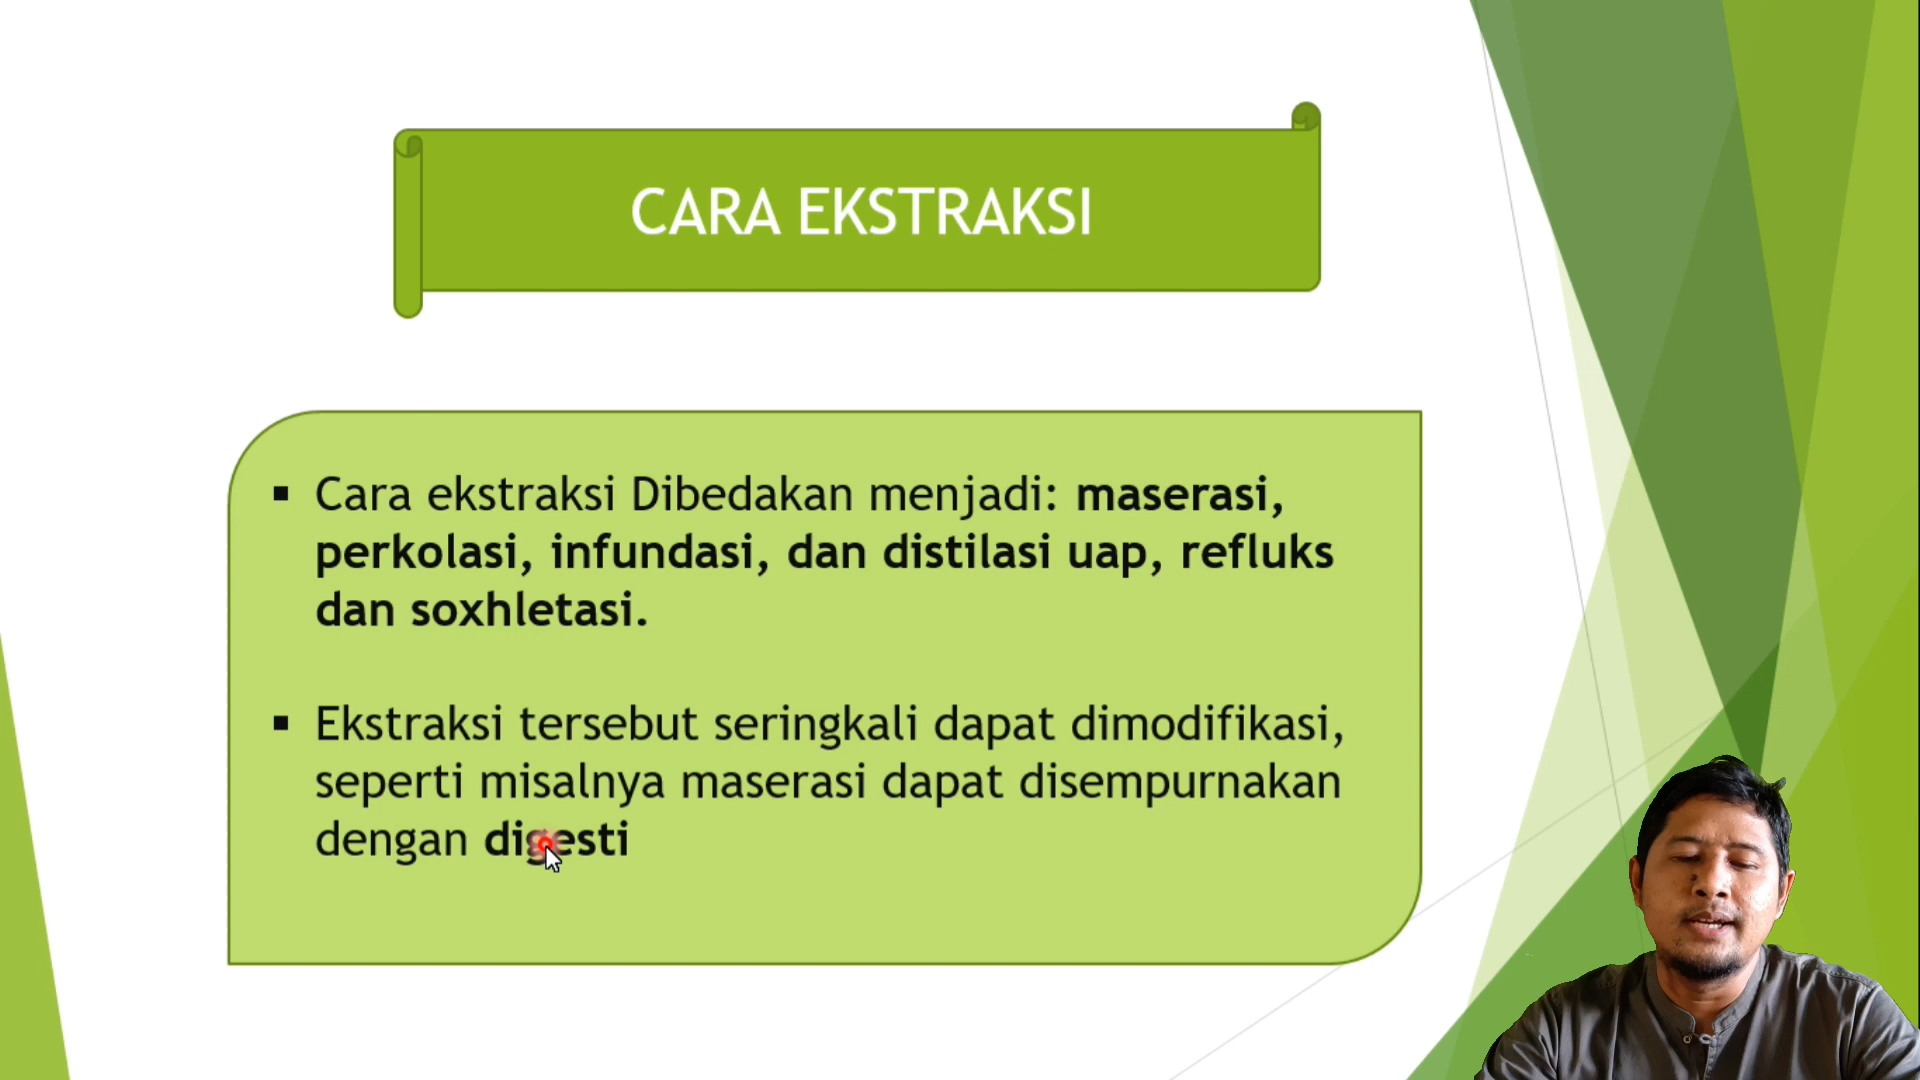 CARA EKSTRAKSI
▪ Cara ekstraksi Dibedakan menjadi: maserasi,
perkolasi, infundasi, dan distilasi uap, refluks
dan soxhletasi.
▪ Ekstraksi tersebut seringkali dapat dimodifikasi,
seperti misalnya maserasi dapat disempurnakan
dengan digesti